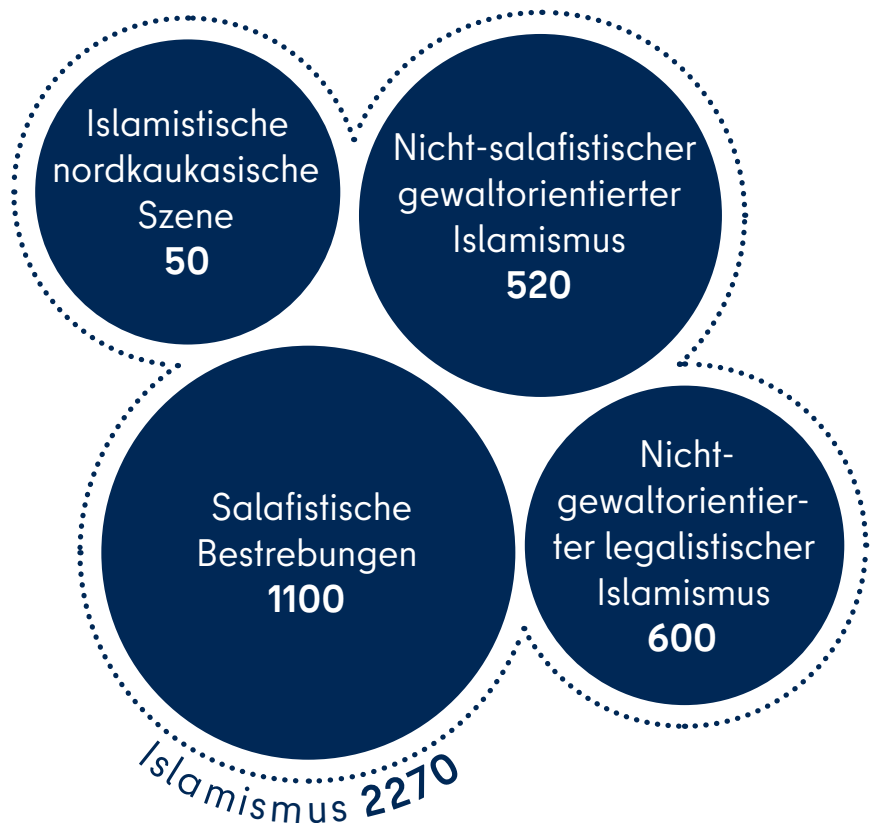 Islamistische
nordkaukasische
Szene
50
Nicht-salafistischer
gewaltorientierter
Islamismus
520
Salafistische
Bestrebungen
1100
Nicht-
gewaltorientier-
ter legalistischer
Islamismus
600
Islamismus 2270